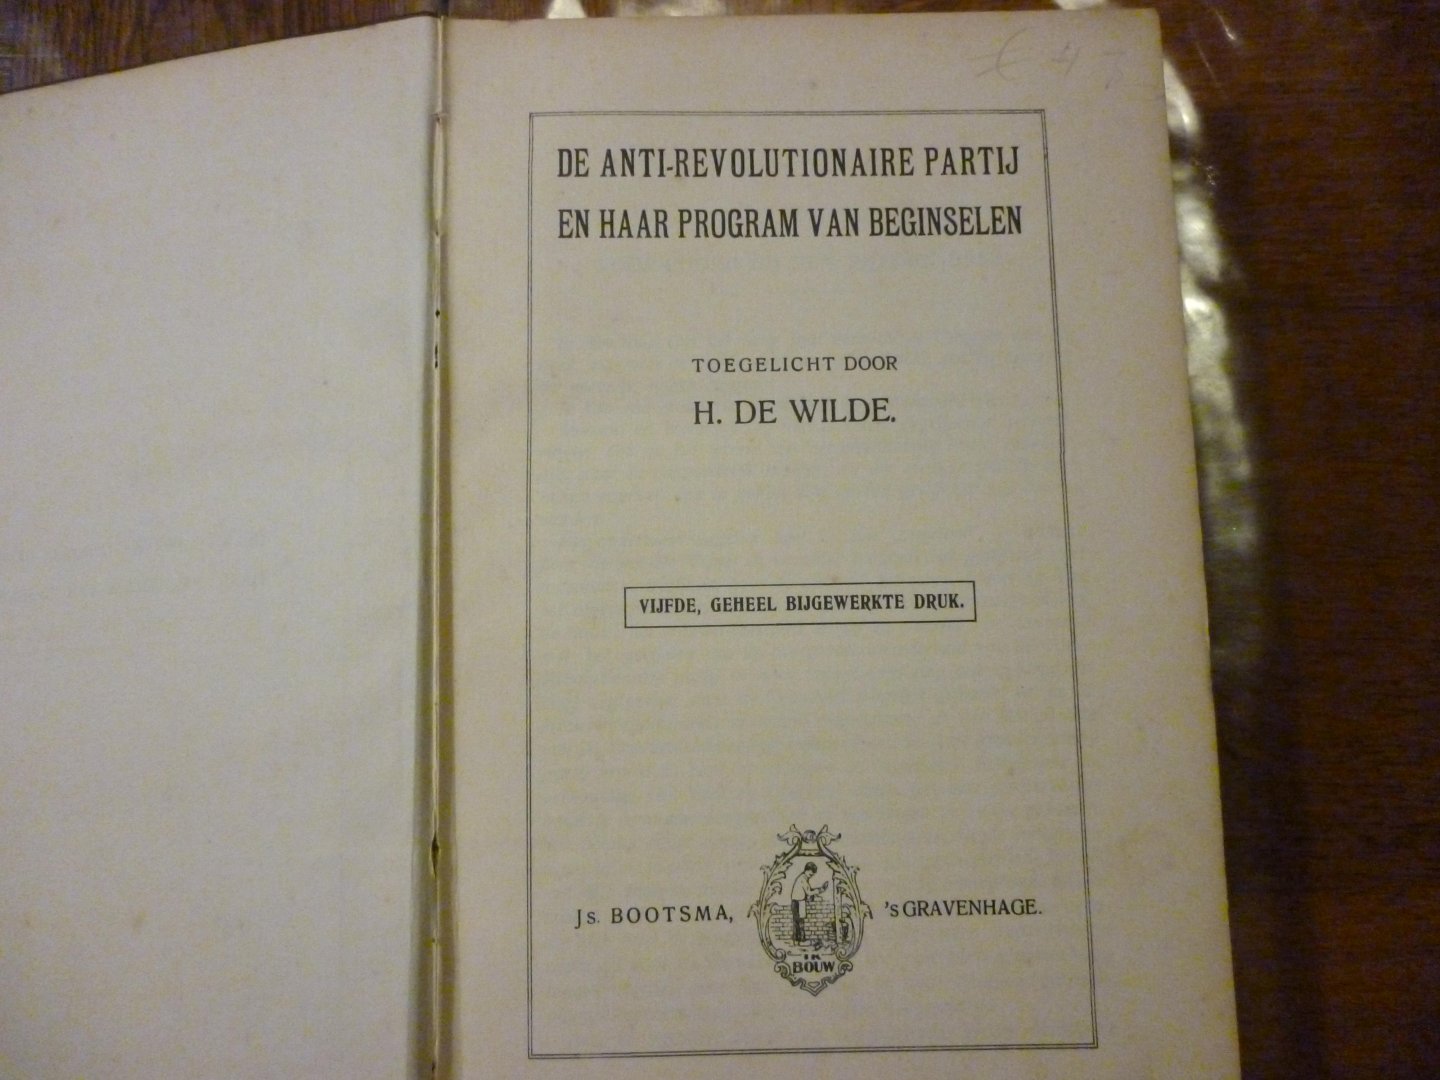 DE ANTI-REVOLUTIONAIRE PARTIJ
EN HAAR PROGRAM VAN BEGINSELEN
TOEGELICHT DOOR
H. DE WILDE.
VIJFDE, GEHEEL BIJGEWERKTE DRUK.
Js. BOOTSMA, 's GRAVENHAGE.
IK
BOUW